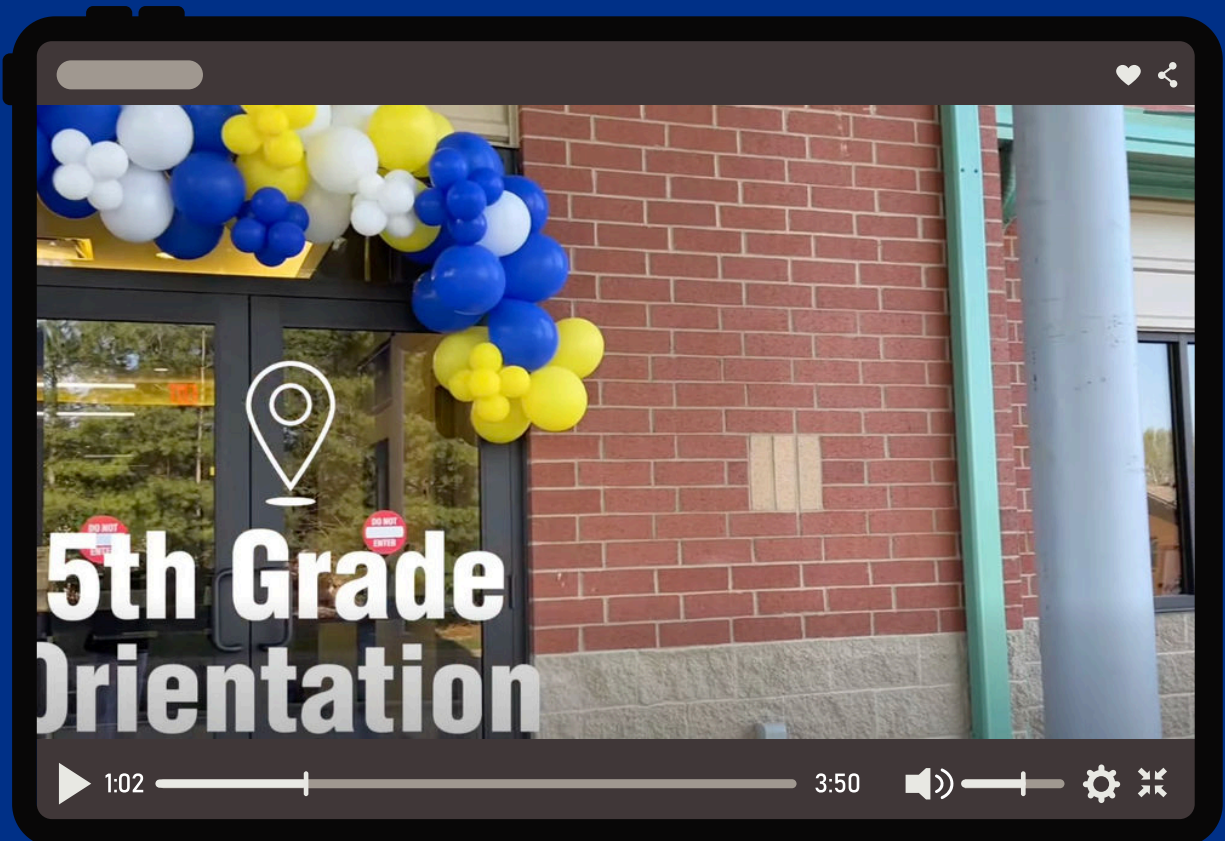 DO NOT
ENTER
DO NOT
ENTER
5th Grade
Orientation
1:02
3:50